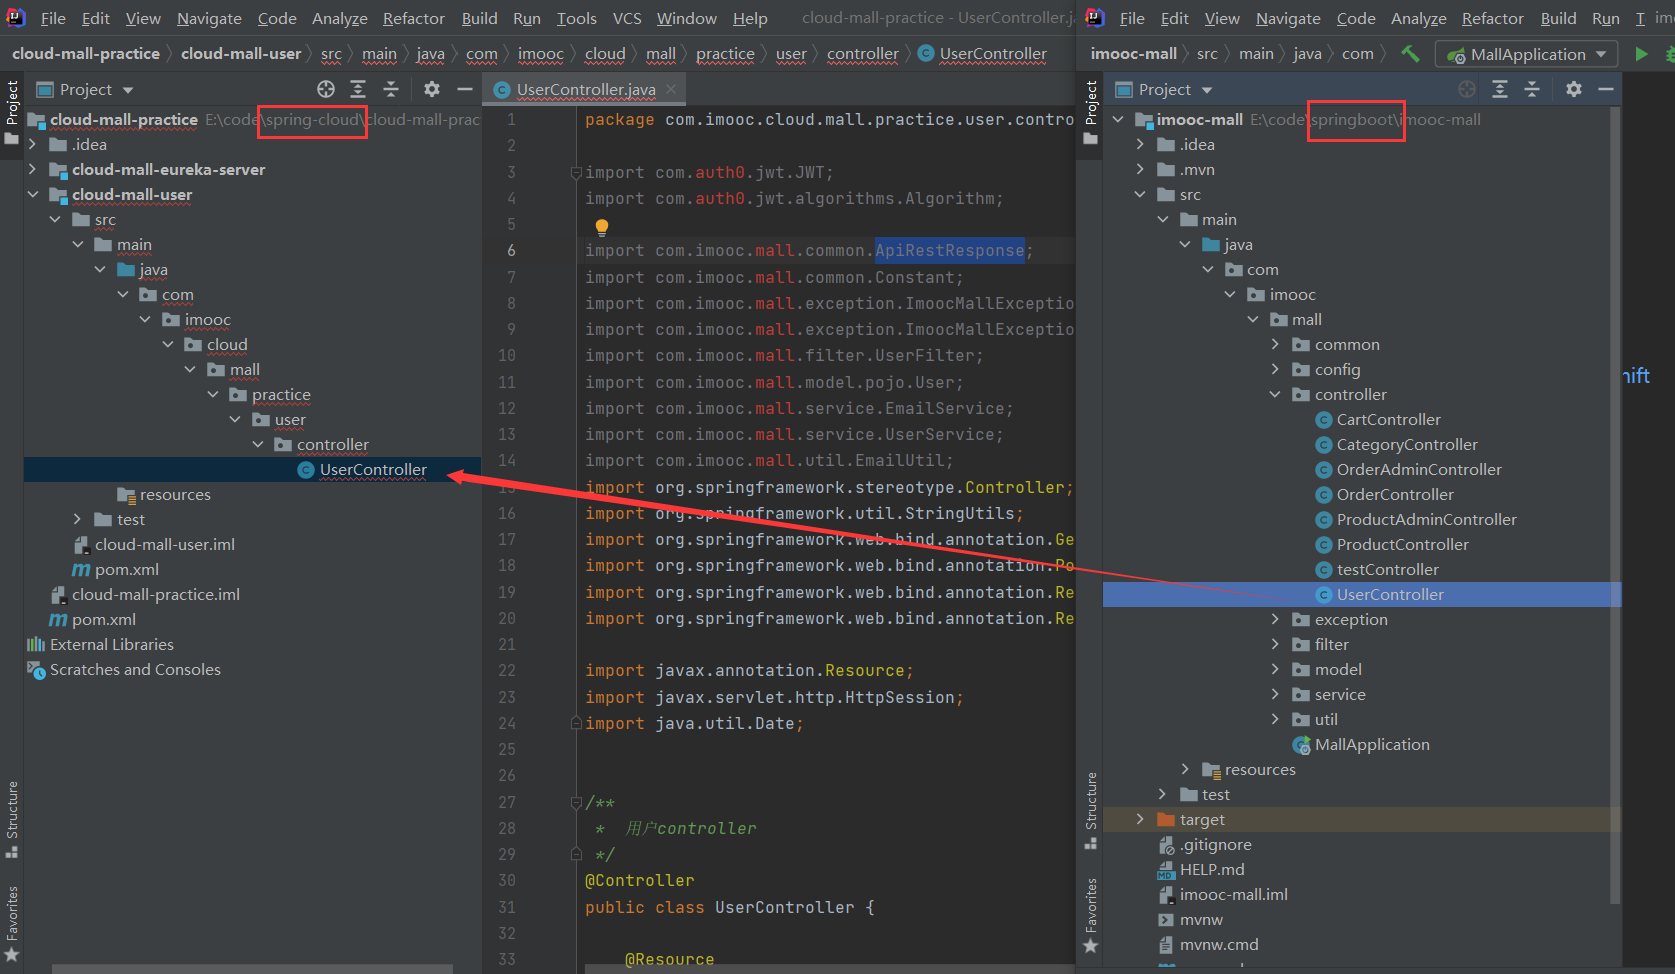 File Edit View Navigate Code Analyze Refactor Build Run Tools VCS Window Help cloud-mall-practice - UserController.j
cloud-mall-practice cloud-mall-user src main java com imooc cloud mall practice user controller UserController
Project
Project
cloud-mall-practice E:\code\spring-cloud\cloud-mall-prac
.idea
cloud-mall-eureka-server
cloud-mall-user
src
main
java
com
imooc
cloud
mall
practice
user
controller
UserController
resources
test
cloud-mall-user.iml
pom.xml
cloud-mall-practice.iml
pom.xml
External Libraries
Scratches and Consoles
Structure
Favorites
UserController.java
1 package com.imooc.cloud.mall.practice.user.contro
2
3 import com.auth0.jwt.JWT;
4 import com.auth0.jwt.algorithms.Algorithm;
5
6 import com.imooc.mall.common.ApiRestResponse;
7 import com.imooc.mall.common.Constant;
8 import com.imooc.mall.exception.ImoocMallExceptio
9 import com.imooc.mall.exception.ImoocMallExceptio
10 import com.imooc.mall.filter.UserFilter;
11 import com.imooc.mall.model.pojo.User;
12 import com.imooc.mall.service.EmailService;
13 import com.imooc.mall.service.UserService;
14 import com.imooc.mall.util.EmailUtil;
15 import org.springframework.stereotype.Controller;
16 import org.springframework.util.StringUtils;
17 import org.springframework.web.bind.annotation.Ge
18 import org.springframework.web.bind.annotation.Po
19 import org.springframework.web.bind.annotation.Re
20 import org.springframework.web.bind.annotation.Re
21
22 import javax.annotation.Resource;
23 import javax.servlet.http.HttpSession;
24 import java.util.Date;
25
26
27 /**
28 * 用户controller
29 */
30 @Controller
31 public class UserController {
32
33 @Resource
File Edit View Navigate Code Analyze Refactor Build Run T im
imooc-mall src main java com MallApplication
Project
Project
imooc-mall E:\code\springboot\imooc-mall
.idea
.mvn
src
main
java
com
imooc
mall
common
config
controller
CartController
CategoryController
OrderAdminController
OrderController
ProductAdminController
ProductController
testController
UserController
exception
filter
model
service
util
MallApplication
resources
test
target
.gitignore
HELP.md
imooc-mall.iml
mvnw
mvnw.cmd
Structure
Favorites
hift